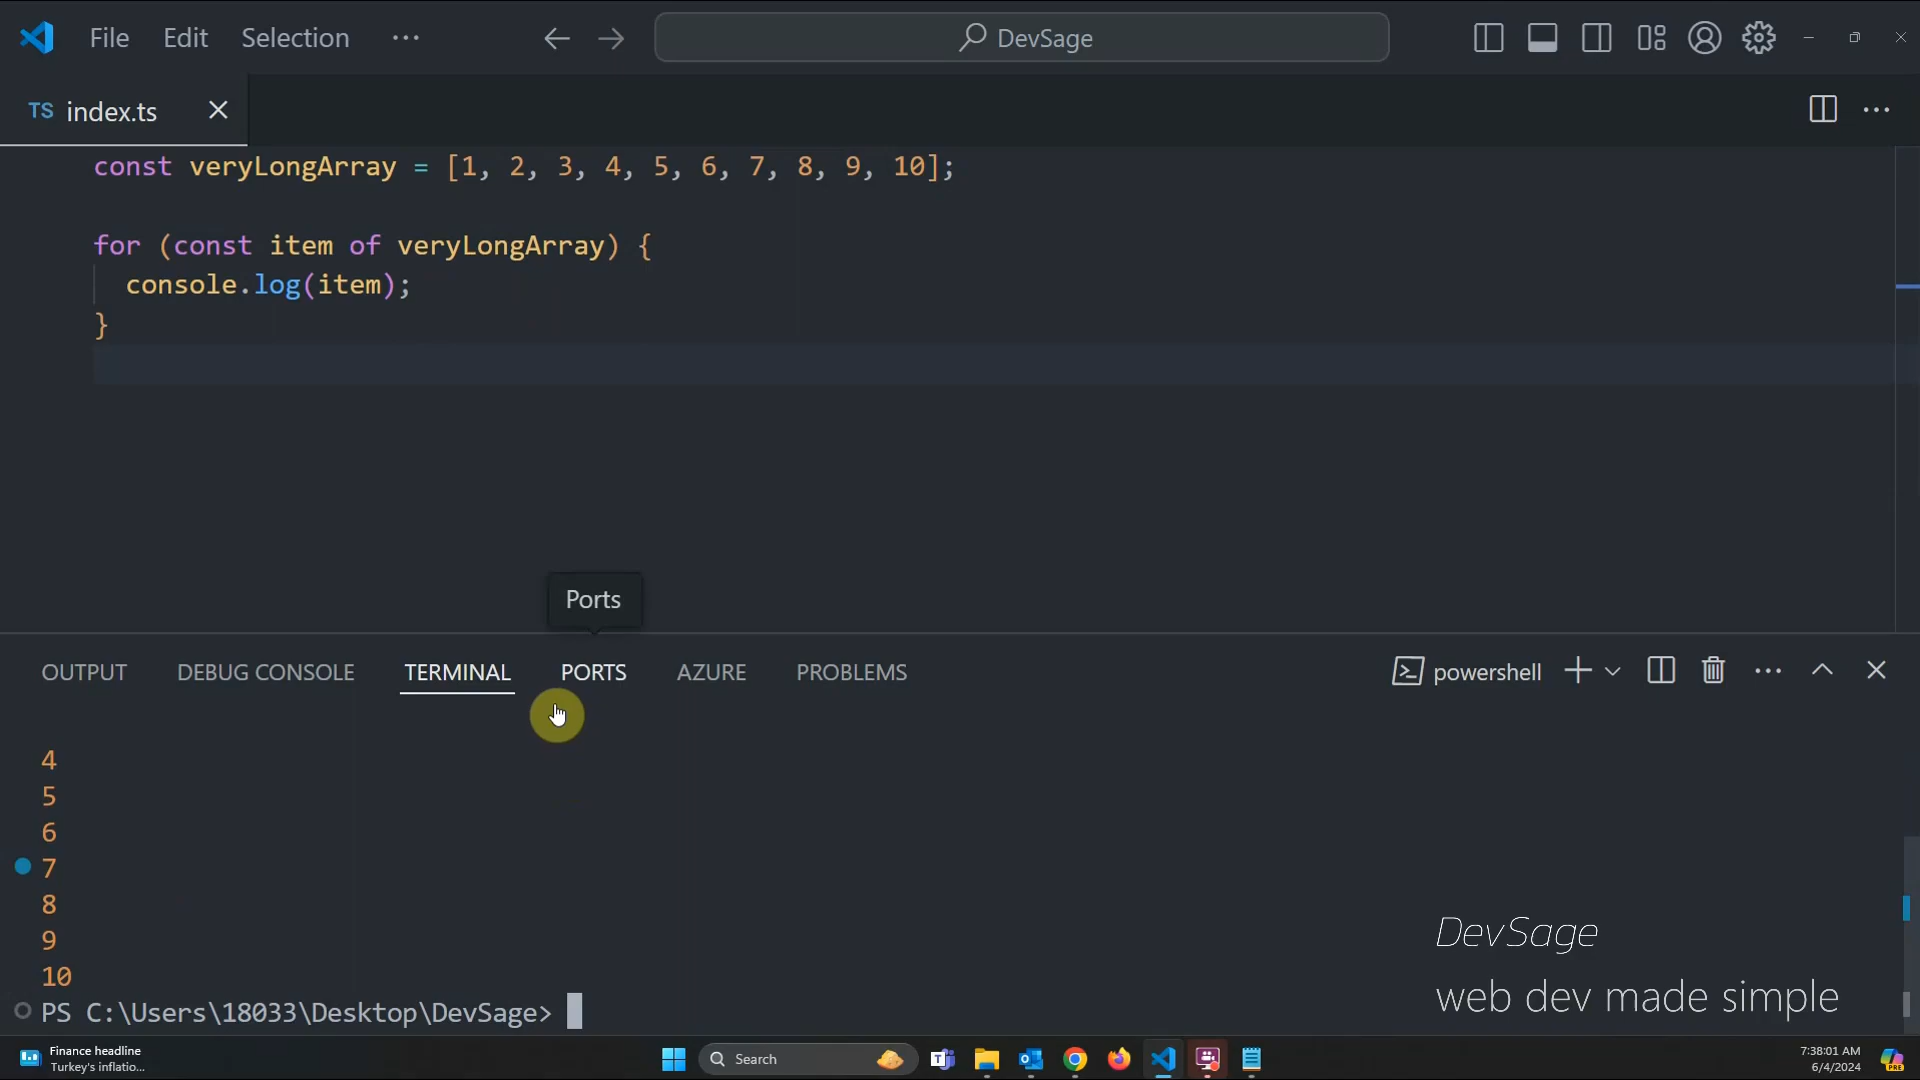 File Edit Selection ···
DevSage
TS index.ts
const veryLongArray = [1, 2, 3, 4, 5, 6, 7, 8, 9, 10];
for (const item of veryLongArray) {
console.log(item);
}
Ports
OUTPUT DEBUG CONSOLE TERMINAL PORTS AZURE PROBLEMS
powershell
4
5
6
7
8
9
10
PS C:\Users\18033\Desktop\DevSage>
DevSage
web dev made simple
Finance headline
Turkey's inflatio...
Search
7:38:01 AM
6/4/2024
PRE